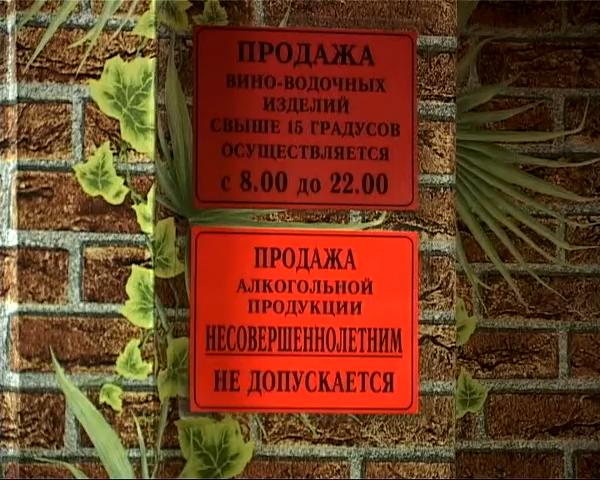 ПРОДАЖА
ВИНО-ВОДОЧНЫХ
ИЗДЕЛИЙ
СВЫШЕ 15 ГРАДУСОВ
ОСУЩЕСТВЛЯЕТСЯ
с 8.00 до 22.00
ПРОДАЖА
АЛКОГОЛЬНОЙ
ПРОДУКЦИИ
НЕСОВЕРШЕННОЛЕТНИМ
НЕ ДОПУСКАЕТСЯ